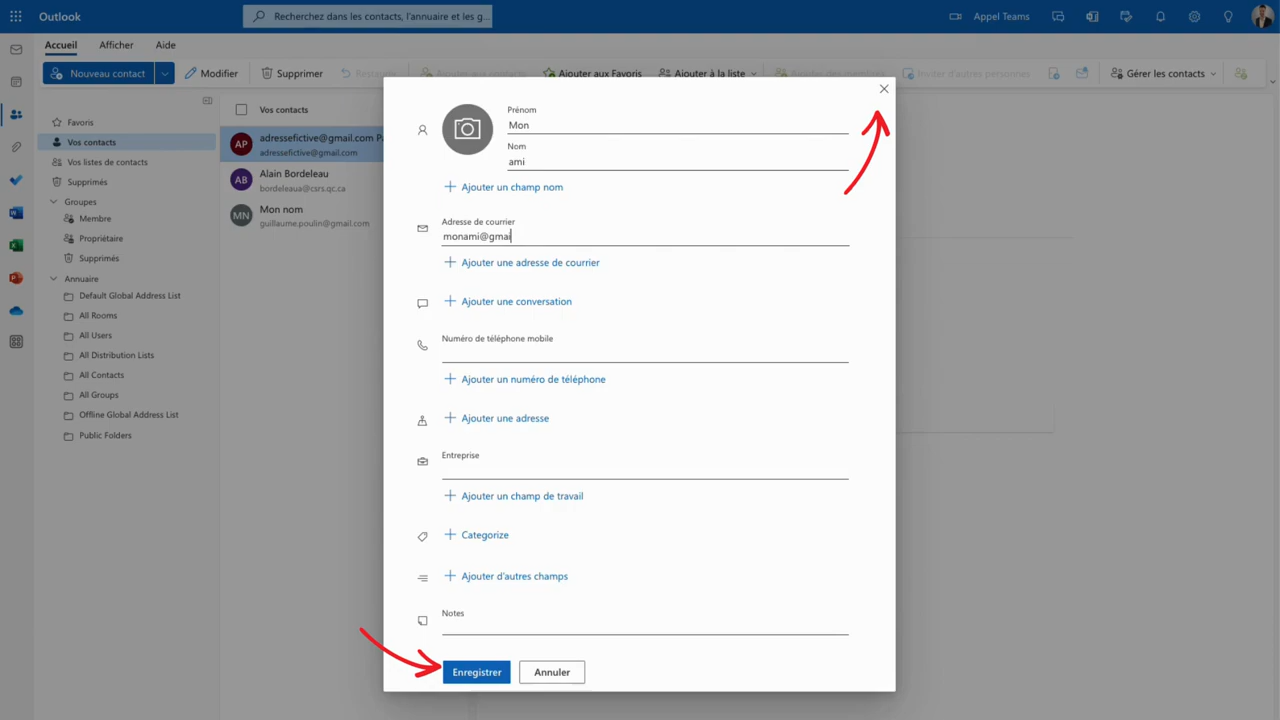 Outlook
Recherchez dans les contacts, l'annuaire et les g...
Appel Teams
Accueil
Afficher
Aide
Nouveau contact
Modifier
Supprimer
Ajouter aux contacts
Ajouter aux Favoris
Ajouter à la liste
Inviter d'autres personnes
Gérer les contacts
Favoris
Vos contacts
Vos listes de contacts
Supprimés
Groupes
Membre
Propriétaire
Supprimés
Annuaire
Default Global Address List
All Rooms
All Users
All Distribution Lists
All Contacts
All Groups
Offline Global Address List
Public Folders
Vos contacts
AP
adressefictive@gmail.com
adressefictive@gmail.com
AB
Alain Bordeleau
bordeleaua@csrs.qc.ca
MN
Mon nom
guillaume.poulin@gmail.com
Prénom
Mon
Nom
ami
Ajouter un champ nom
Adresse de courrier
monami@gmai
Ajouter une adresse de courrier
Ajouter une conversation
Numéro de téléphone mobile
Ajouter un numéro de téléphone
Ajouter une adresse
Entreprise
Ajouter un champ de travail
Categorize
Ajouter d'autres champs
Notes
Enregistrer
Annuler